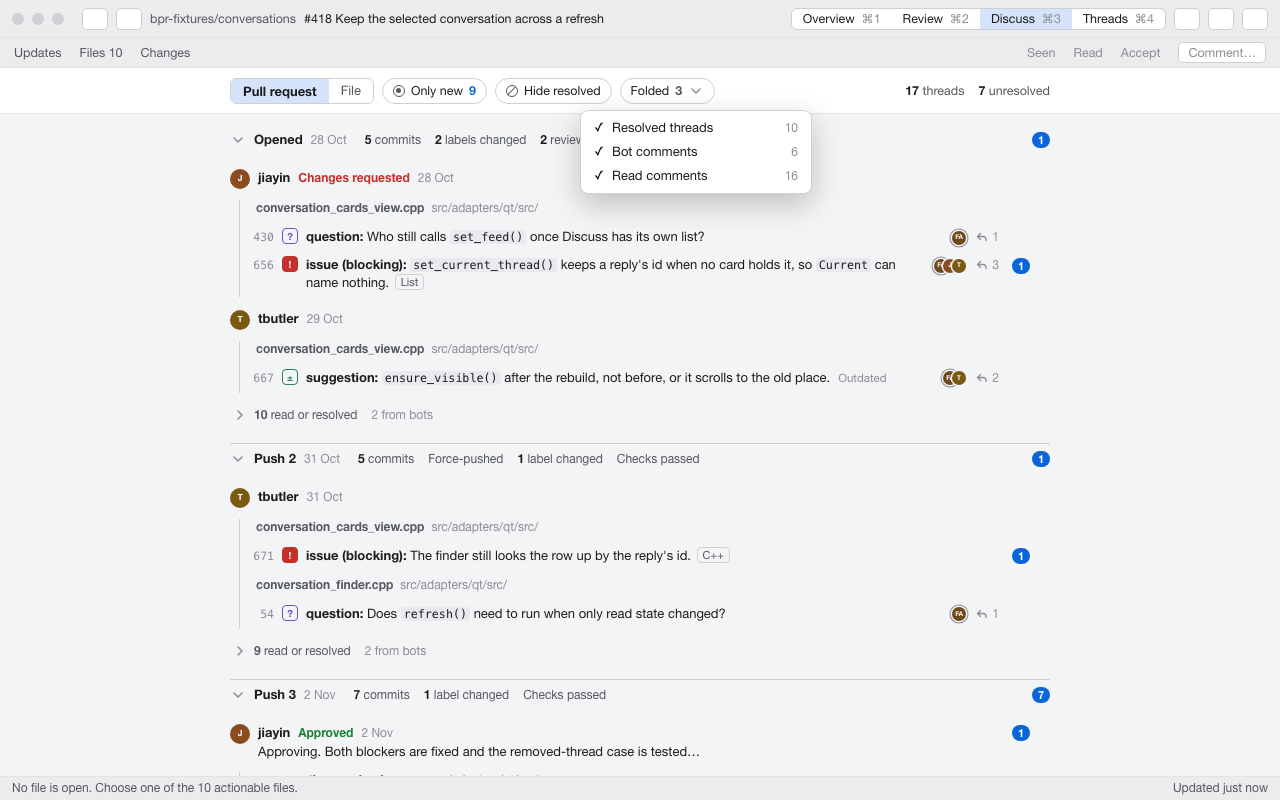 bpr-fixtures/conversations #418 Keep the selected conversation across a refresh
Overview ⌘1 Review ⌘2 Discuss ⌘3 Threads ⌘4
Updates Files 10 Changes
Seen Read Accept Comment…
Pull request File Only new 9 Hide resolved Folded 3
17 threads 7 unresolved
✓ Resolved threads 10
✓ Bot comments 6
✓ Read comments 16
Opened 28 Oct 5 commits 2 labels changed 1
J jiayin Changes requested 28 Oct
conversation_cards_view.cpp src/adapters/qt/src/
430 ? question: Who still calls set_feed() once Discuss has its own list? FA 1
656 ! issue (blocking): set_current_thread() keeps a reply's id when no card holds it, so Current can T 3 1
name nothing. List
T tbutler 29 Oct
conversation_cards_view.cpp src/adapters/qt/src/
667 ± suggestion: ensure_visible() after the rebuild, not before, or it scrolls to the old place. Outdated T 2
10 read or resolved 2 from bots
Push 2 31 Oct 5 commits Force-pushed 1 label changed Checks passed 1
T tbutler 31 Oct
conversation_cards_view.cpp src/adapters/qt/src/
671 ! issue (blocking): The finder still looks the row up by the reply's id. C++ 1
conversation_finder.cpp src/adapters/qt/src/
54 ? question: Does refresh() need to run when only read state changed? FA 1
9 read or resolved 2 from bots
Push 3 2 Nov 7 commits 1 label changed Checks passed 7
J jiayin Approved 2 Nov 1
Approving. Both blockers are fixed and the removed-thread case is tested…
No file is open. Choose one of the 10 actionable files.
Updated just now